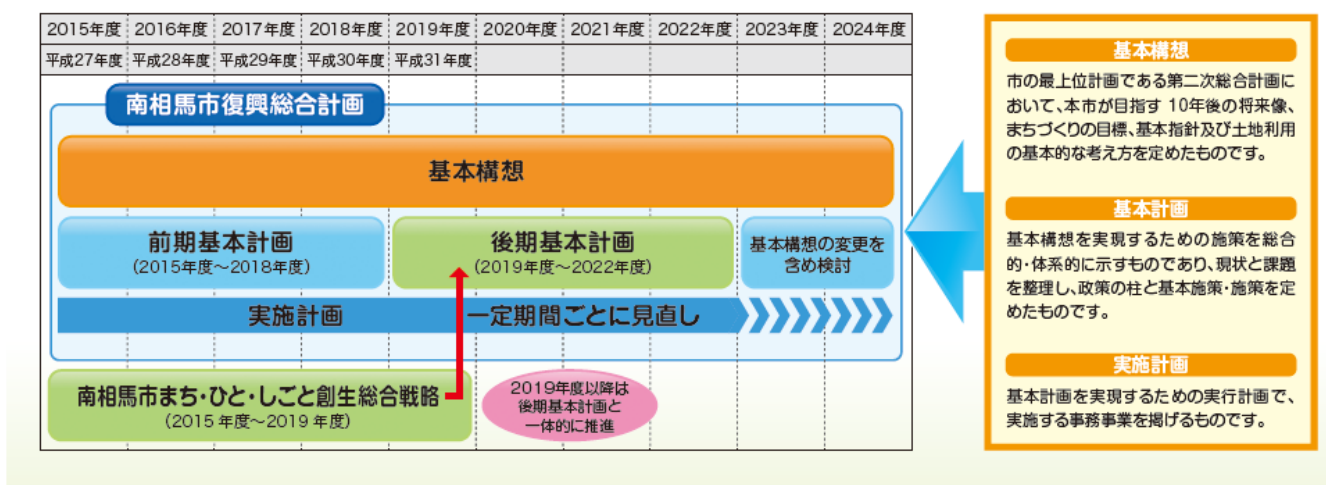 2015年度 2016年度 2017年度 2018年度 2019年度 2020年度 2021年度 2022年度 2023年度 2024年度
平成27年度 平成28年度 平成29年度 平成30年度 平成31年度
南相馬市復興総合計画
基本構想
前期基本計画
(2015年度～2018年度)
後期基本計画
(2019年度～2022年度)
基本構想の変更を
含め検討
実施計画 一定期間ごとに見直し
南相馬市まち・ひと・しごと創生総合戦略
(2015年度～2019年度)
2019年度以降は
後期基本計画と
一体的に推進
基本構想
市の最上位計画である第二次総合計画に
おいて、本市が目指す 10年後の将来像、
まちづくりの目標、基本指針及び土地利用
の基本的な考え方を定めたものです。
基本計画
基本構想を実現するための施策を総合
的・体系的に示すものであり、現状と課題
を整理し、政策の柱と基本施策・施策を定
めたものです。
実施計画
基本計画を実現するための実行計画で、
実施する事務事業を掲げるものです。